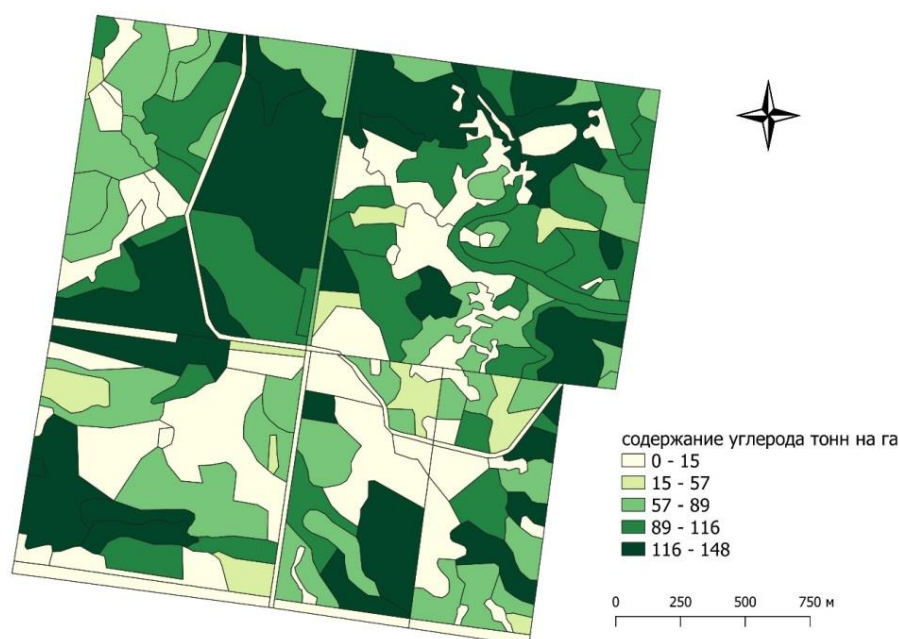 содержание углерода тонн на га
0 - 15
15 - 57
57 - 89
89 - 116
116 - 148
0 250 500 750 м